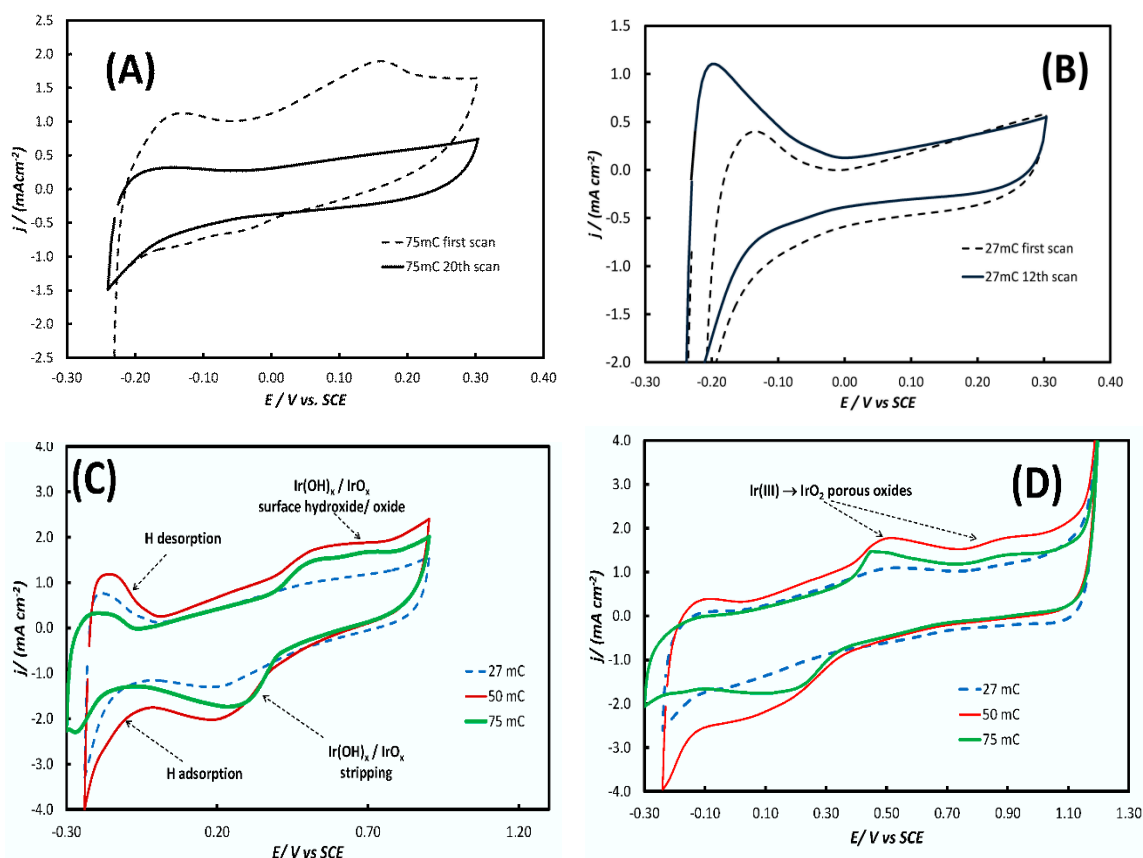 (A)
2.5
2.0
1.5
1.0
0.5
0.0
-0.5
-1.0
-1.5
-2.0
-2.5
j / (mAcm-2)
75mC first scan
75mC 20th scan
-0.30 -0.20 -0.10 0.00 0.10 0.20 0.30 0.40
E / V vs. SCE
(B)
1.5
1.0
0.5
0.0
-0.5
-1.0
-1.5
-2.0
j / (mA cm-2)
27mC first scan
27mC 12th scan
-0.30 -0.20 -0.10 0.00 0.10 0.20 0.30 0.40
E / V vs SCE
(C)
4.0
3.0
2.0
1.0
0.0
-1.0
-2.0
-3.0
-4.0
j/ (mA cm-2)
Ir(OH)x / IrOx
surface hydroxide/ oxide
H desorption
H adsorption
Ir(OH)x / IrOx
stripping
27 mC
50 mC
75 mC
-0.30 0.20 0.70 1.20
E/ V vs SCE
(D)
4.0
3.0
2.0
1.0
0.0
-1.0
-2.0
-3.0
-4.0
j/ (mA cm-2)
Ir(III) → IrO2 porous oxides
27 mC
50 mC
75 mC
-0.30 -0.10 0.10 0.30 0.50 0.70 0.90 1.10 1.30
E/ V vs SCE